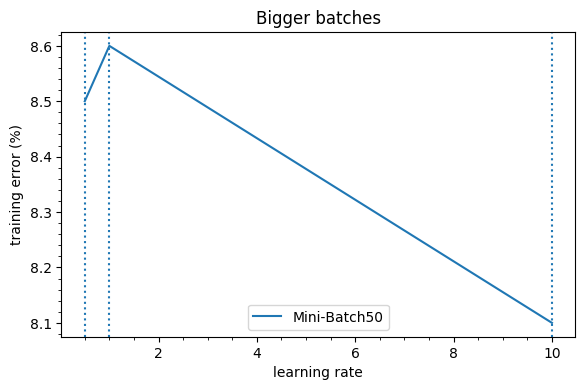 Bigger batches
training error (%)
8.6
8.5
8.4
8.3
8.2
8.1
Mini-Batch50
2
4
6
8
10
learning rate